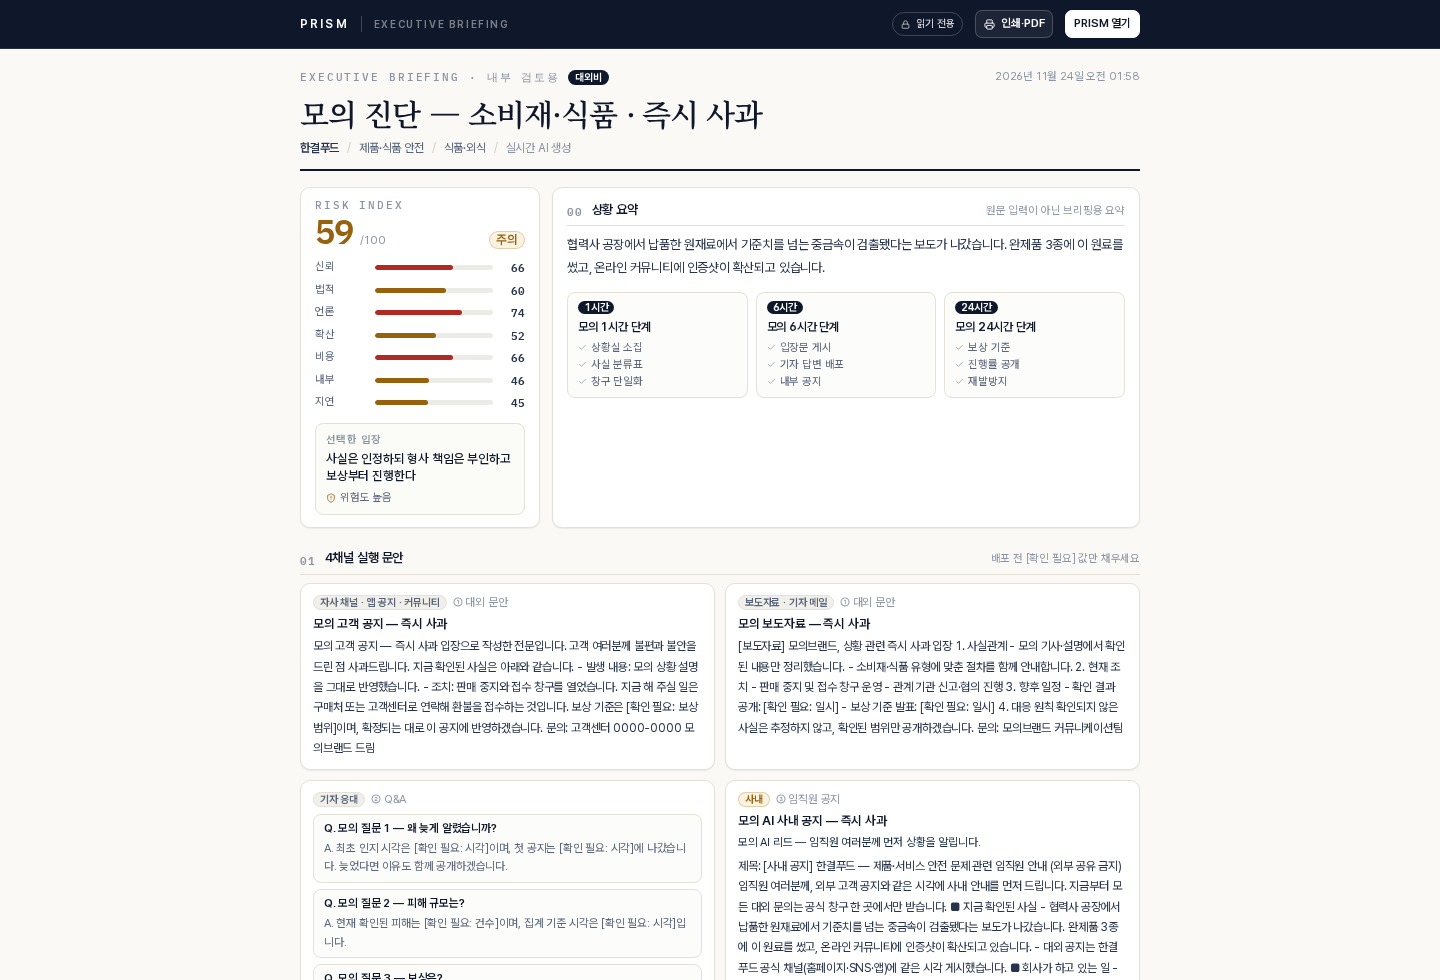 PRISM EXECUTIVE BRIEFING 읽기 전용 인쇄·PDF PRISM 열기
EXECUTIVE BRIEFING · 내부 검토용 대외비 2026년 11월 24일 오전 01:58
모의 진단 — 소비재·식품 · 즉시 사과
한결푸드 / 제품·식품 안전 / 식품·외식 / 실시간 AI 생성
RISK INDEX
59 /100 주의
신뢰 66
법적 60
언론 74
확산 52
비용 66
내부 46
지연 45
선택한 입장
사실은 인정하되 형사 책임은 부인하고
보상부터 진행한다
위험도 높음
00 상황 요약 원문 입력이 아닌 브리핑용 요약
협력사 공장에서 납품한 원재료에서 기준치를 넘는 중금속이 검출됐다는 보도가 나갔습니다. 완제품 3종에 이 원료를
썼고, 온라인 커뮤니티에 인증샷이 확산되고 있습니다.
1시간
모의 1시간 단계
상황실 소집
사실 분류표
창구 단일화
6시간
모의 6시간 단계
입장문 게시
기자 답변 배포
내부 공지
24시간
모의 24시간 단계
보상 기준
진행률 공개
재발방지
01 4채널 실행 문안 배포 전 [확인 필요] 값만 채우세요
자사 채널 · 앱 공지 · 커뮤니티 ① 대외 문안
모의 고객 공지 — 즉시 사과
모의 고객 공지 — 즉시 사과 입장으로 작성한 전문입니다. 고객 여러분께 불편과 불안을
드린 점 사과드립니다. 지금 확인된 사실은 아래와 같습니다. - 발생 내용: 모의 상황 설명
을 그대로 반영했습니다. - 조치: 판매 중지와 접수 창구를 열었습니다. 지금 해 주실 일은
구매처 또는 고객센터로 연락해 환불을 접수하는 것입니다. 보상 기준은 [확인 필요: 보상
범위]이며, 확정되는 대로 이 공지에 반영하겠습니다. 문의: 고객센터 0000-0000 모
의브랜드 드림
보도자료 · 기자 메일 ① 대외 문안
모의 보도자료 — 즉시 사과
[보도자료] 모의브랜드, 상황 관련 즉시 사과 입장 1. 사실관계 - 모의 기사·설명에서 확인
된 내용만 정리했습니다. - 소비재·식품 유형에 맞춘 절차를 함께 안내합니다. 2. 현재 조
치 - 판매 중지 및 접수 창구 운영 - 관계 기관 신고·협의 진행 3. 향후 일정 - 확인 결과
공개: [확인 필요: 일시] - 보상 기준 발표: [확인 필요: 일시] 4. 대응 원칙 확인되지 않은
사실은 추정하지 않고, 확인된 범위만 공개하겠습니다. 문의: 모의브랜드 커뮤니케이션팀
기자 응대 ② Q&A
Q. 모의 질문 1 — 왜 늦게 알렸습니까?
A. 최초 인지 시각은 [확인 필요: 시각]이며, 첫 공지는 [확인 필요: 시각]에 나갔습니
다. 늦었다면 이유도 함께 공개하겠습니다.
Q. 모의 질문 2 — 피해 규모는?
A. 현재 확인된 피해는 [확인 필요: 건수]이며, 집계 기준 시각은 [확인 필요: 시각]입
니다.
Q. 모의 질문 3 — 보상은?
사내 ③ 임직원 공지
모의 AI 사내 공지 — 즉시 사과
모의 AI 리드 — 임직원 여러분께 먼저 상황을 알립니다.
제목: [사내 공지] 한결푸드 — 제품·서비스 안전 문제 관련 임직원 안내 (외부 공유 금지)
임직원 여러분께, 외부 고객 공지와 같은 시각에 사내 안내를 먼저 드립니다. 지금부터 모
든 대외 문의는 공식 창구 한 곳에서만 받습니다. ■ 지금 확인된 사실 - 협력사 공장에서
납품한 원재료에서 기준치를 넘는 중금속이 검출됐다는 보도가 나갔습니다. 완제품 3종
에 이 원료를 썼고, 온라인 커뮤니티에 인증샷이 확산되고 있습니다. - 대외 공지는 한결
푸드 공식 채널(홈페이지·SNS·앱)에 같은 시각 게시했습니다. ■ 회사가 하고 있는 일 -